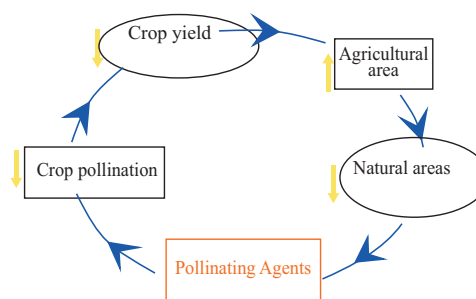 Crop yield
Agricultural
area
Natural areas
Pollinating Agents
Crop pollination